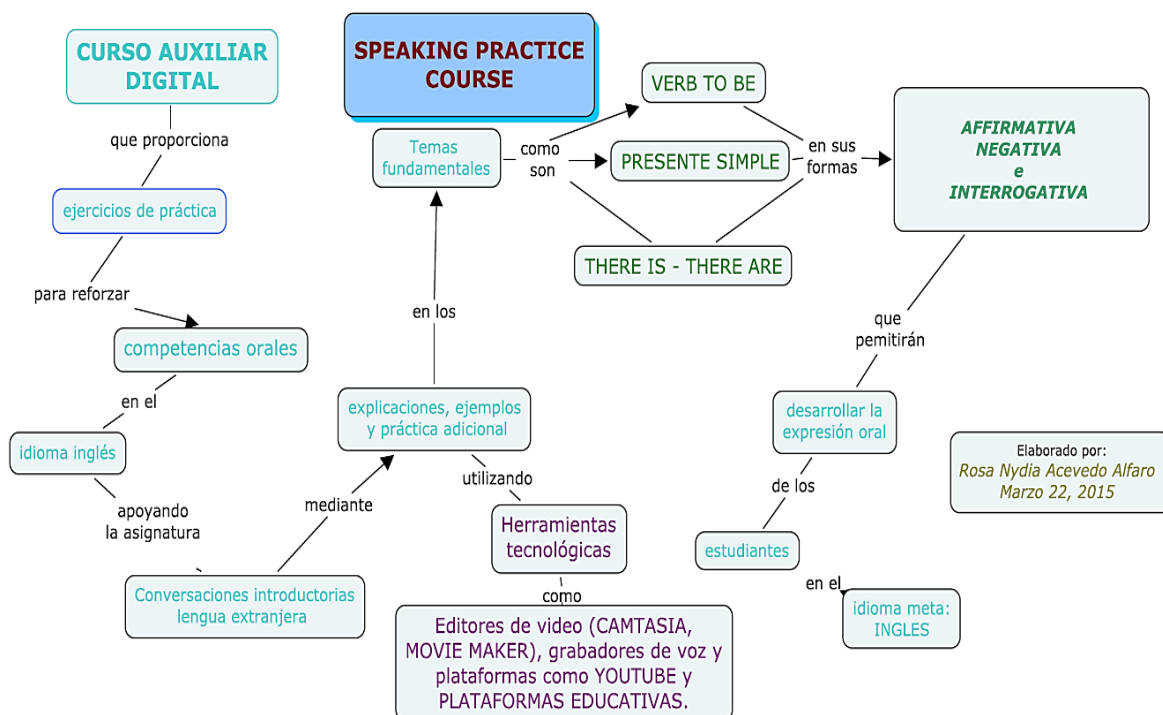 CURSO AUXILIAR
DIGITAL
que proporciona
ejercicios de práctica
para reforzar
competencias orales
en el
idioma inglés
apoyando
la asignatura
Conversaciones introductorias
lengua extranjera
mediante
explicaciones, ejemplos
y práctica adicional
utilizando
Herramientas
tecnológicas
como
Editores de video (CAMTASIA,
MOVIE MAKER), grabadores de voz y
plataformas como YOUTUBE y
PLATAFORMAS EDUCATIVAS.
en los
SPEAKING PRACTICE
COURSE
Temas
fundamentales
como
son
VERB TO BE
PRESENTE SIMPLE
THERE IS - THERE ARE
en sus
formas
AFFIRMATIVA
NEGATIVA
e
INTERROGATIVA
que
pemitirán
desarrollar la
expresión oral
de los
estudiantes
en el
idioma meta:
INGLES
Elaborado por:
Rosa Nydia Acevedo Alfaro
Marzo 22, 2015